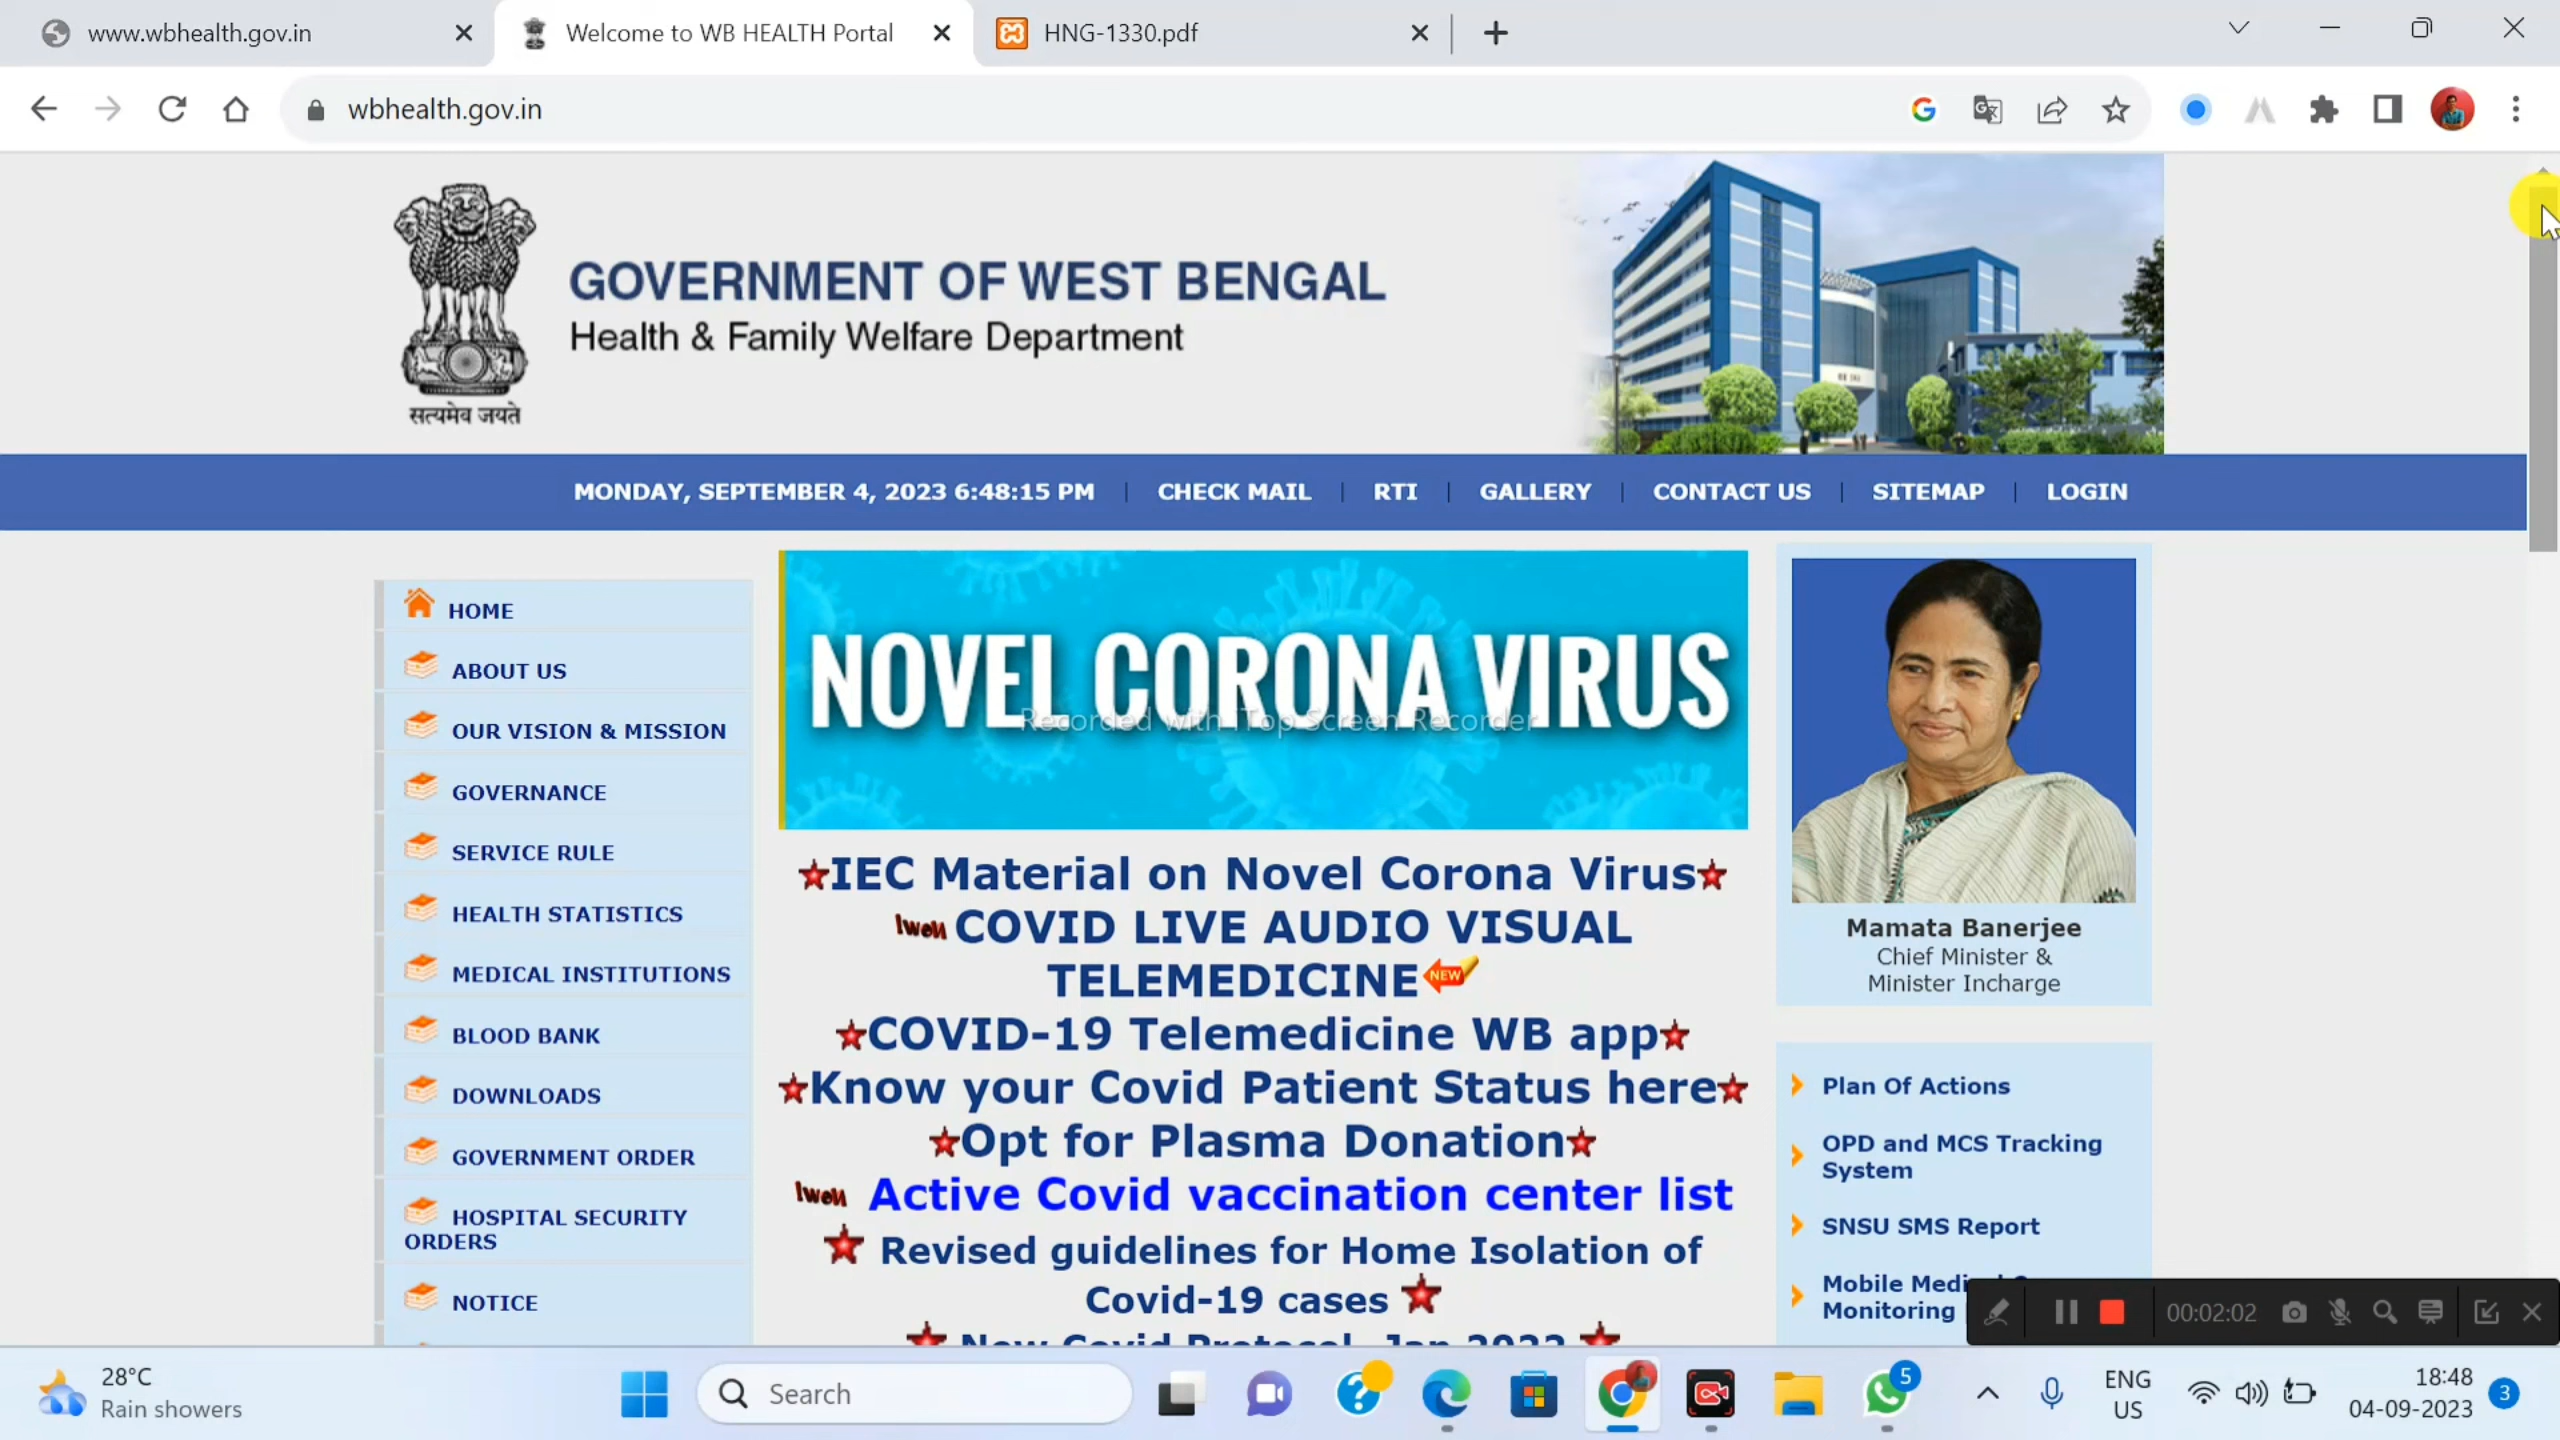 www.wbhealth.gov.in
Welcome to WB HEALTH Portal
HNG-1330.pdf
wbhealth.gov.in
GOVERNMENT OF WEST BENGAL
Health & Family Welfare Department
सत्यमेव जयते
MONDAY, SEPTEMBER 4, 2023 6:48:15 PM
CHECK MAIL
RTI
GALLERY
CONTACT US
SITEMAP
LOGIN
HOME
ABOUT US
OUR VISION & MISSION
GOVERNANCE
SERVICE RULE
HEALTH STATISTICS
MEDICAL INSTITUTIONS
BLOOD BANK
DOWNLOADS
GOVERNMENT ORDER
HOSPITAL SECURITY
ORDERS
NOTICE
NOVEL CORONA VIRUS
Recorded with iTop Screen Recorder
IEC Material on Novel Corona Virus
COVID LIVE AUDIO VISUAL
TELEMEDICINE NEW
COVID-19 Telemedicine WB app
Know your Covid Patient Status here
Opt for Plasma Donation
Active Covid vaccination center list
Revised guidelines for Home Isolation of
Covid-19 cases
New Covid Protocol
Mamata Banerjee
Chief Minister &
Minister Incharge
Plan Of Actions
OPD and MCS Tracking
System
SNSU SMS Report
Mobile
Monitoring
00:02:02
28°C
Rain showers
Search
5
ENG
US
18:48
04-09-2023
3